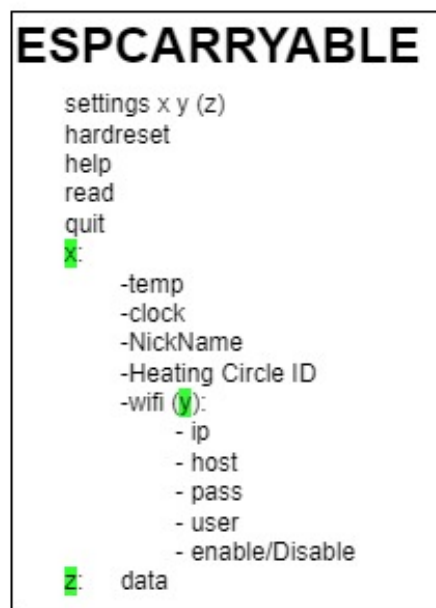 ESPCARRYABLE
settings x y (z)
hardreset
help
read
quit
x:
-temp
-clock
-NickName
-Heating Circle ID
-wifi (y):
- ip
- host
- pass
- user
- enable/Disable
z: data